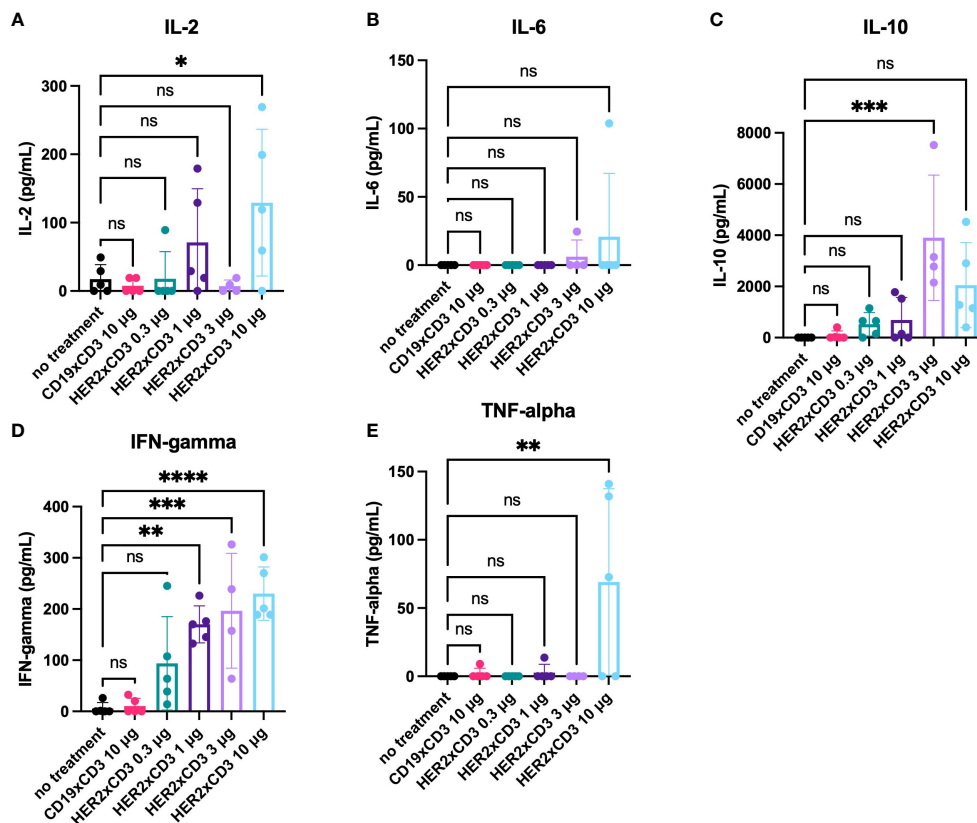 A
IL-2
*
ns
ns
ns
ns
IL-2 (pg/mL)
300
200
100
0
no treatment
CD19xCD3 10 µg
HER2xCD3 0.3 µg
HER2xCD3 1 µg
HER2xCD3 3 µg
HER2xCD3 10 µg
B
IL-6
ns
ns
ns
ns
ns
IL-6 (pg/mL)
150
100
50
0
no treatment
CD19xCD3 10 µg
HER2xCD3 0.3 µg
HER2xCD3 1 µg
HER2xCD3 3 µg
HER2xCD3 10 µg
C
IL-10
ns
***
ns
ns
ns
IL-10 (pg/mL)
8000
6000
4000
2000
0
no treatment
CD19xCD3 10 µg
HER2xCD3 0.3 µg
HER2xCD3 1 µg
HER2xCD3 3 µg
HER2xCD3 10 µg
D
IFN-gamma
****
***
**
ns
ns
IFN-gamma (pg/mL)
400
300
200
100
0
no treatment
CD19xCD3 10 µg
HER2xCD3 0.3 µg
HER2xCD3 1 µg
HER2xCD3 3 µg
HER2xCD3 10 µg
E
TNF-alpha
**
ns
ns
ns
ns
TNF-alpha (pg/mL)
150
100
50
0
no treatment
CD19xCD3 10 µg
HER2xCD3 0.3 µg
HER2xCD3 1 µg
HER2xCD3 3 µg
HER2xCD3 10 µg